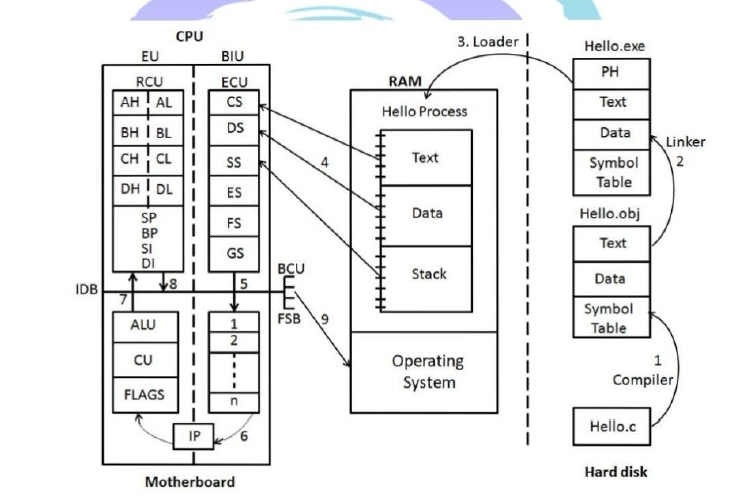 CPU
EU
BIU
RCU
ECU
AH
AL
BH
BL
CH
CL
DH
DL
SP
BP
SI
DI
CS
DS
SS
ES
FS
GS
IDB
7
8
5
BCU
FSB
ALU
CU
FLAGS
1
2
n
IP
6
Motherboard
3. Loader
RAM
Hello Process
Text
Data
Stack
4
9
Operating
System
Hello.exe
PH
Text
Data
Symbol
Table
Linker
2
Hello.obj
Text
Data
Symbol
Table
1
Compiler
Hello.c
Hard disk